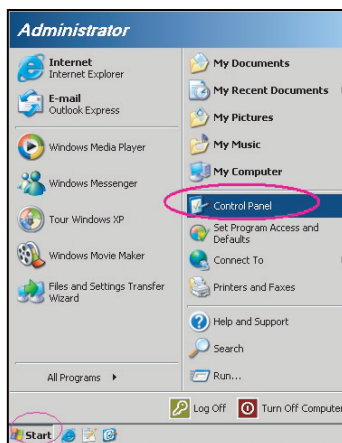 Administrator
Internet
Internet Explorer
E-mail
Outlook Express
Windows Media Player
Windows Messenger
Tour Windows XP
Windows Movie Maker
Files and Settings Transfer
Wizard
All Programs
My Documents
My Recent Documents
My Pictures
My Music
My Computer
Control Panel
Set Program Access and
Defaults
Connect To
Printers and Faxes
Help and Support
Search
Run...
Log Off
Turn Off Computer
Start